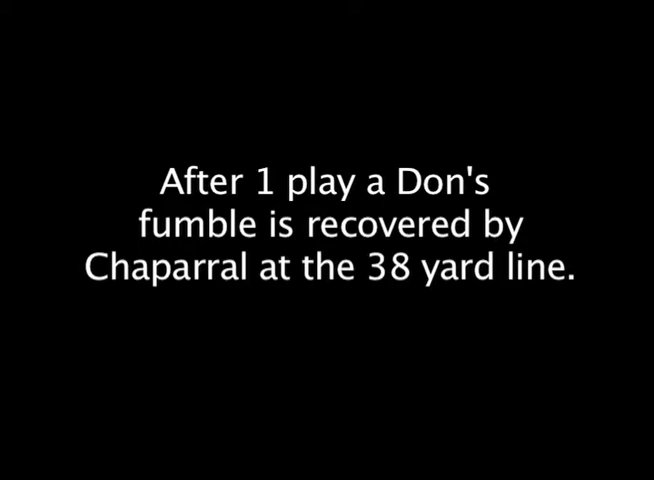 After 1 play a Don's
fumble is recovered by
Chaparral at the 38 yard line.